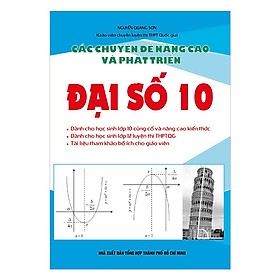 NGUYỄN QUANG SƠN
(Giáo viên chuyên luyện thi THPT Quốc gia)
CÁC CHUYÊN ĐỀ NÂNG CAO
VÀ PHÁT TRIỂN
ĐẠI SỐ 10
Dành cho học sinh lớp 10 củng cố và nâng cao kiến thức
Dành cho học sinh lớp 12 luyện thi THPTQG
Tài liệu tham khảo bổ ích cho giáo viên
NHÀ XUẤT BẢN TỔNG HỢP THÀNH PHỐ HỒ CHÍ MINH